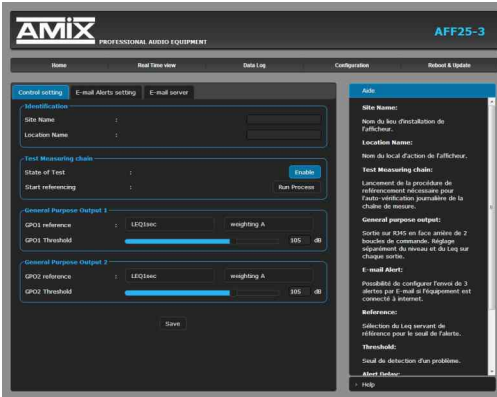 AMIX
PROFESSIONAL AUDIO EQUIPMENT
AFF25-3
Home
Real Time view
Data Log
Configuration
Reboot & Update
Control setting
E-mail Alerts setting
E-mail server
Identification
Site Name :
Location Name :
Test Measuring chain
State of Test : Enable
Start referencing : Run Process
General Purpose Output 1
GPO1 reference : LEQ1sec weighting A
GPO1 Threshold 105 dB
General Purpose Output 2
GPO2 reference : LEQ1sec weighting A
GPO2 Threshold 105 dB
Save
Aide
Site Name:
Nom du lieu d'installation de
l'afficheur.
Location Name:
Nom du local d'action de l'afficheur.
Test Measuring chain:
Lancement de la procédure de
référencement nécessaire pour
l'auto-vérification journalière de la
chaîne de mesure.
General purpose output:
Sortie sur RJ45 en face arrière de 2
boucles de commande. Réglage
séparément du niveau et du Leq sur
chaque sortie.
E-mail Alert:
Possibilité de configurer l'envoi de 3
alertes par E-mail si l'équipement est
connecté à internet.
Reference:
Sélection du Leq servant de
référence pour le seuil de l'alerte.
Threshold:
Seuil de detection d'un problème.
Alert Delay:
Help